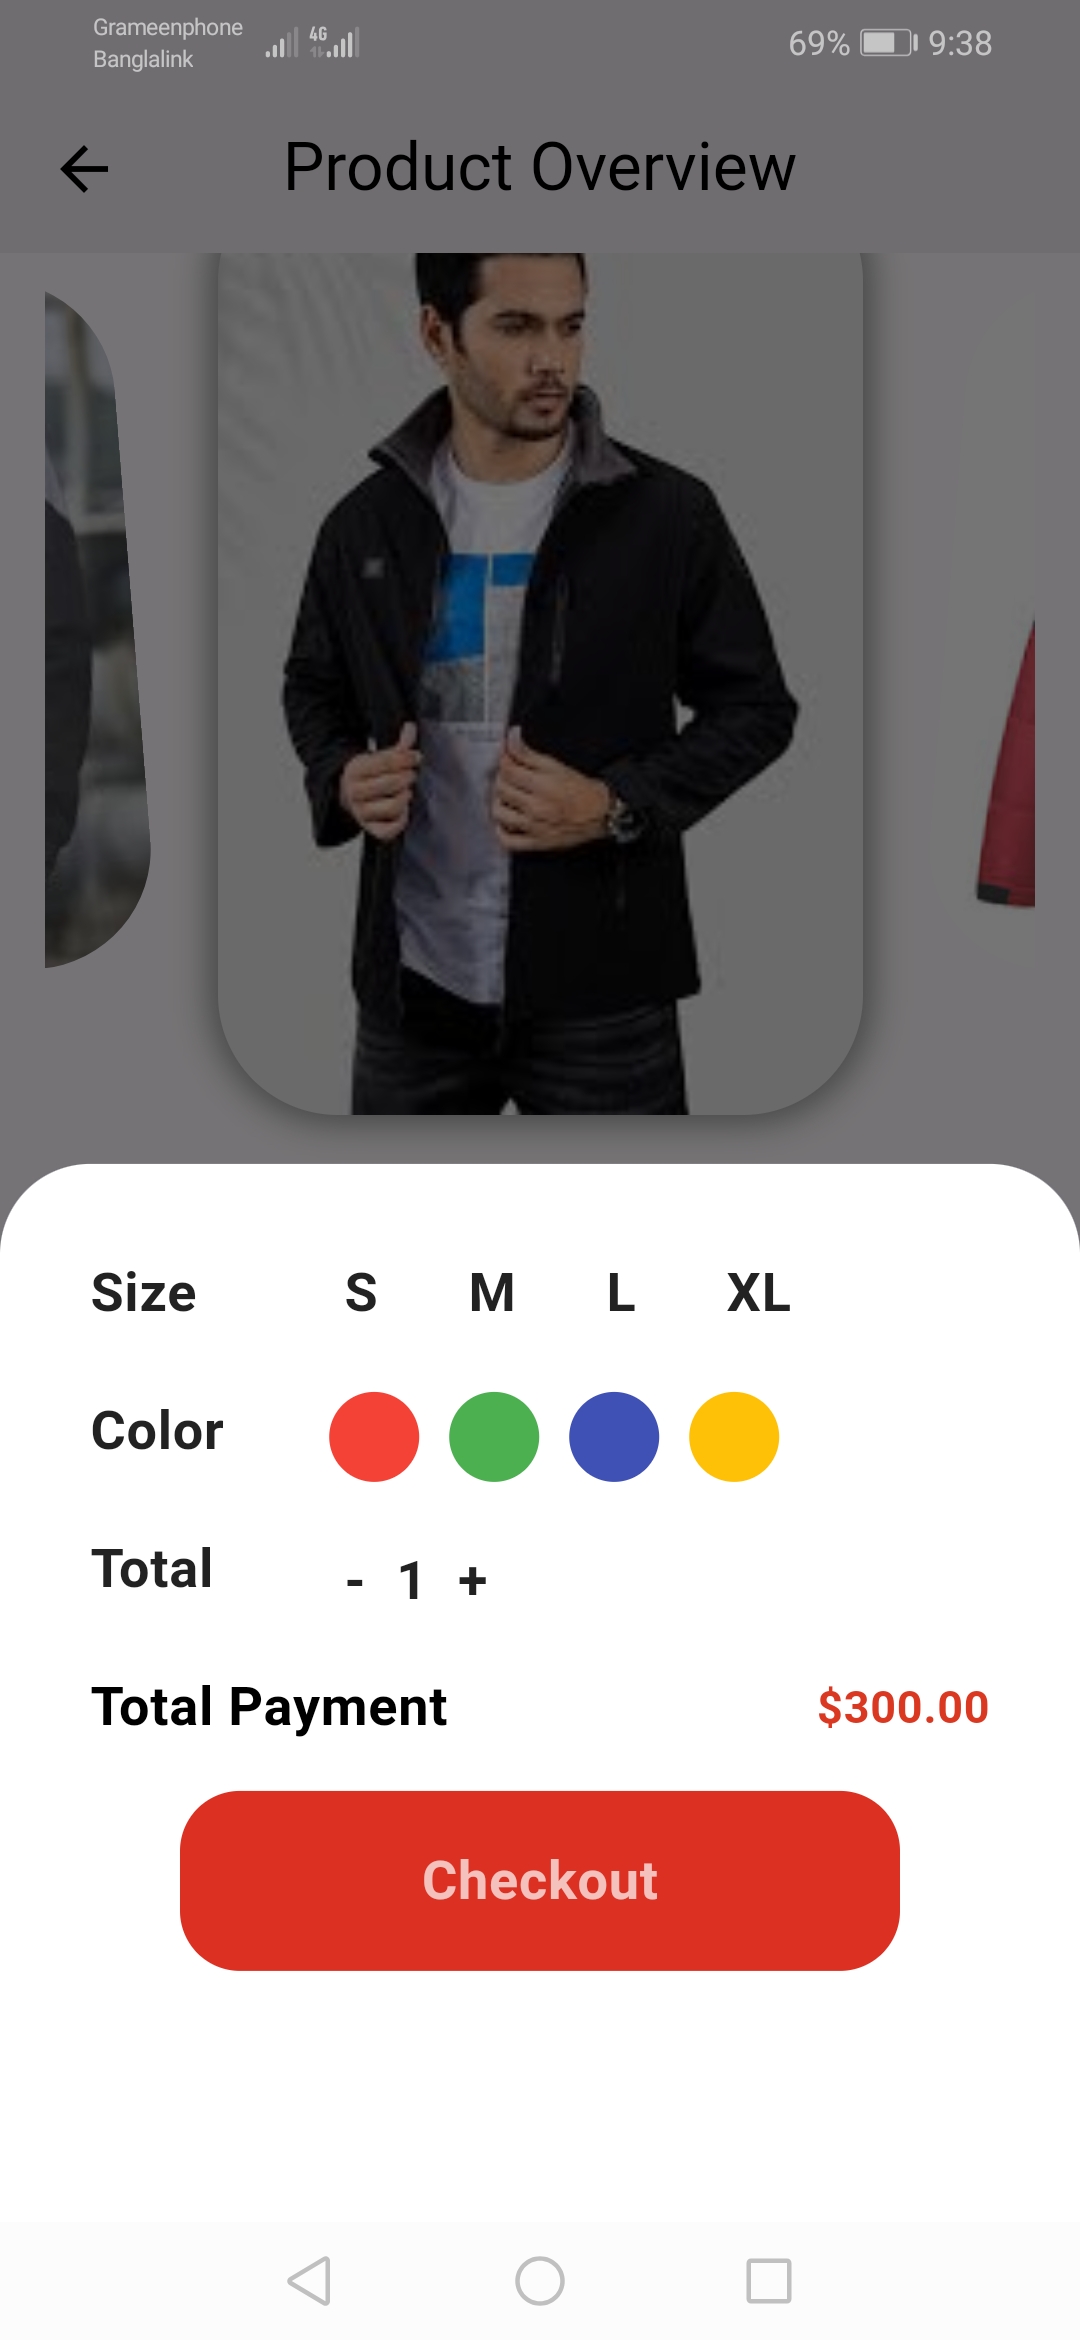 Grameenphone
Banglalink
4G
69% 9:38
Product Overview
Size S M L XL
Color
Total - 1 +
Total Payment $300.00
Checkout